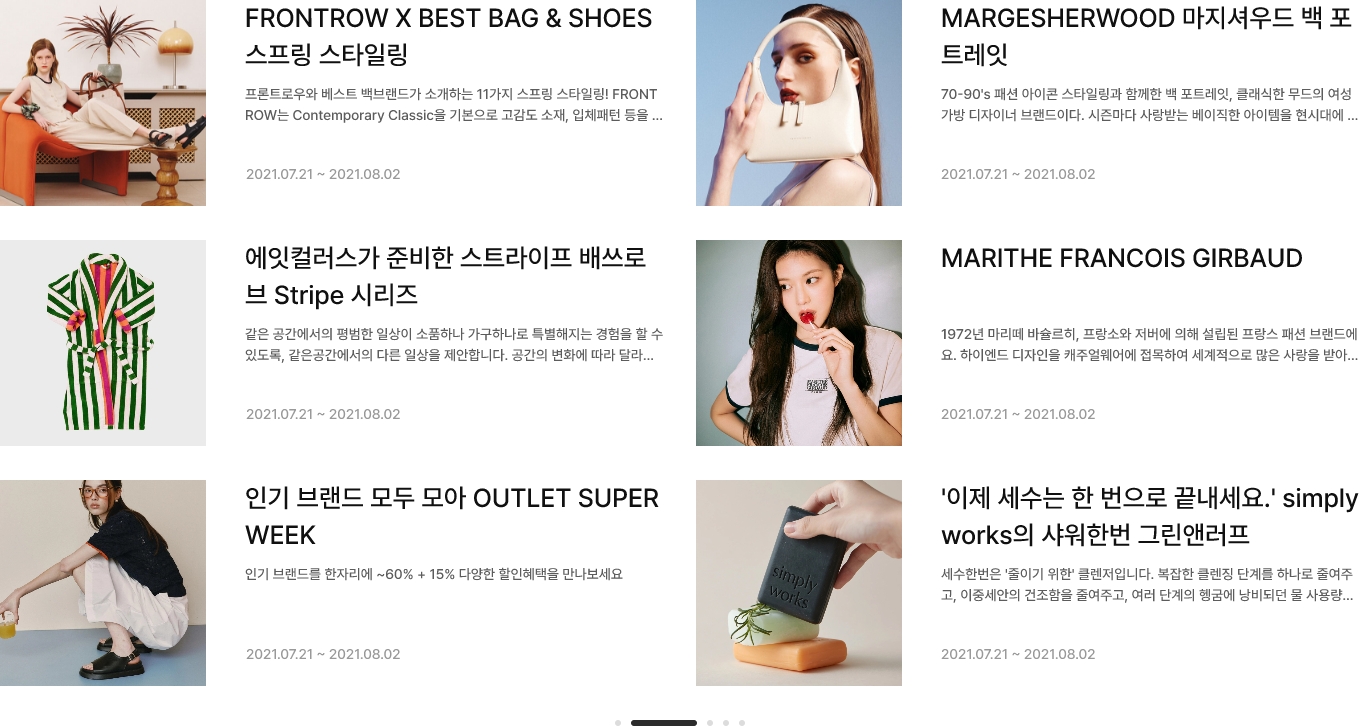 FRONTROW X BEST BAG & SHOES
스프링 스타일링
프론트로우와 베스트 백브랜드가 소개하는 11가지 스프링 스타일링! FRONT
ROW는 Contemporary Classic을 기본으로 고감도 소재, 입체패턴 등을 ...
2021.07.21 ~ 2021.08.02
MARGESHERWOOD 마지셔우드 백 포
트레잇
70-90's 패션 아이콘 스타일링과 함께한 백 포트레잇, 클래식한 무드의 여성
가방 디자이너 브랜드이다. 시즌마다 사랑받는 베이직한 아이템을 현시대에 ...
2021.07.21 ~ 2021.08.02
에잇컬러스가 준비한 스트라이프 배쓰로
브 Stripe 시리즈
같은 공간에서의 평범한 일상이 소품하나 가구하나로 특별해지는 경험을 할 수
있도록, 같은공간에서의 다른 일상을 제안합니다. 공간의 변화에 따라 달라...
2021.07.21 ~ 2021.08.02
MARITHE FRANCOIS GIRBAUD
1972년 마리떼 바슐르히, 프랑소와 저버에 의해 설립된 프랑스 패션 브랜드에
요. 하이엔드 디자인을 캐주얼웨어에 접목하여 세계적으로 많은 사랑을 받아...
2021.07.21 ~ 2021.08.02
인기 브랜드 모두 모아 OUTLET SUPER
WEEK
인기 브랜드를 한자리에 ~60% + 15% 다양한 할인혜택을 만나보세요
2021.07.21 ~ 2021.08.02
simply
works
'이제 세수는 한 번으로 끝내세요.' simply
works의 샤워한번 그린앤러프
세수한번은 '줄이기 위한' 클렌저입니다. 복잡한 클렌징 단계를 하나로 줄여주
고, 이중세안의 건조함을 줄여주고, 여러 단계의 헹굼에 낭비되던 물 사용량...
2021.07.21 ~ 2021.08.02